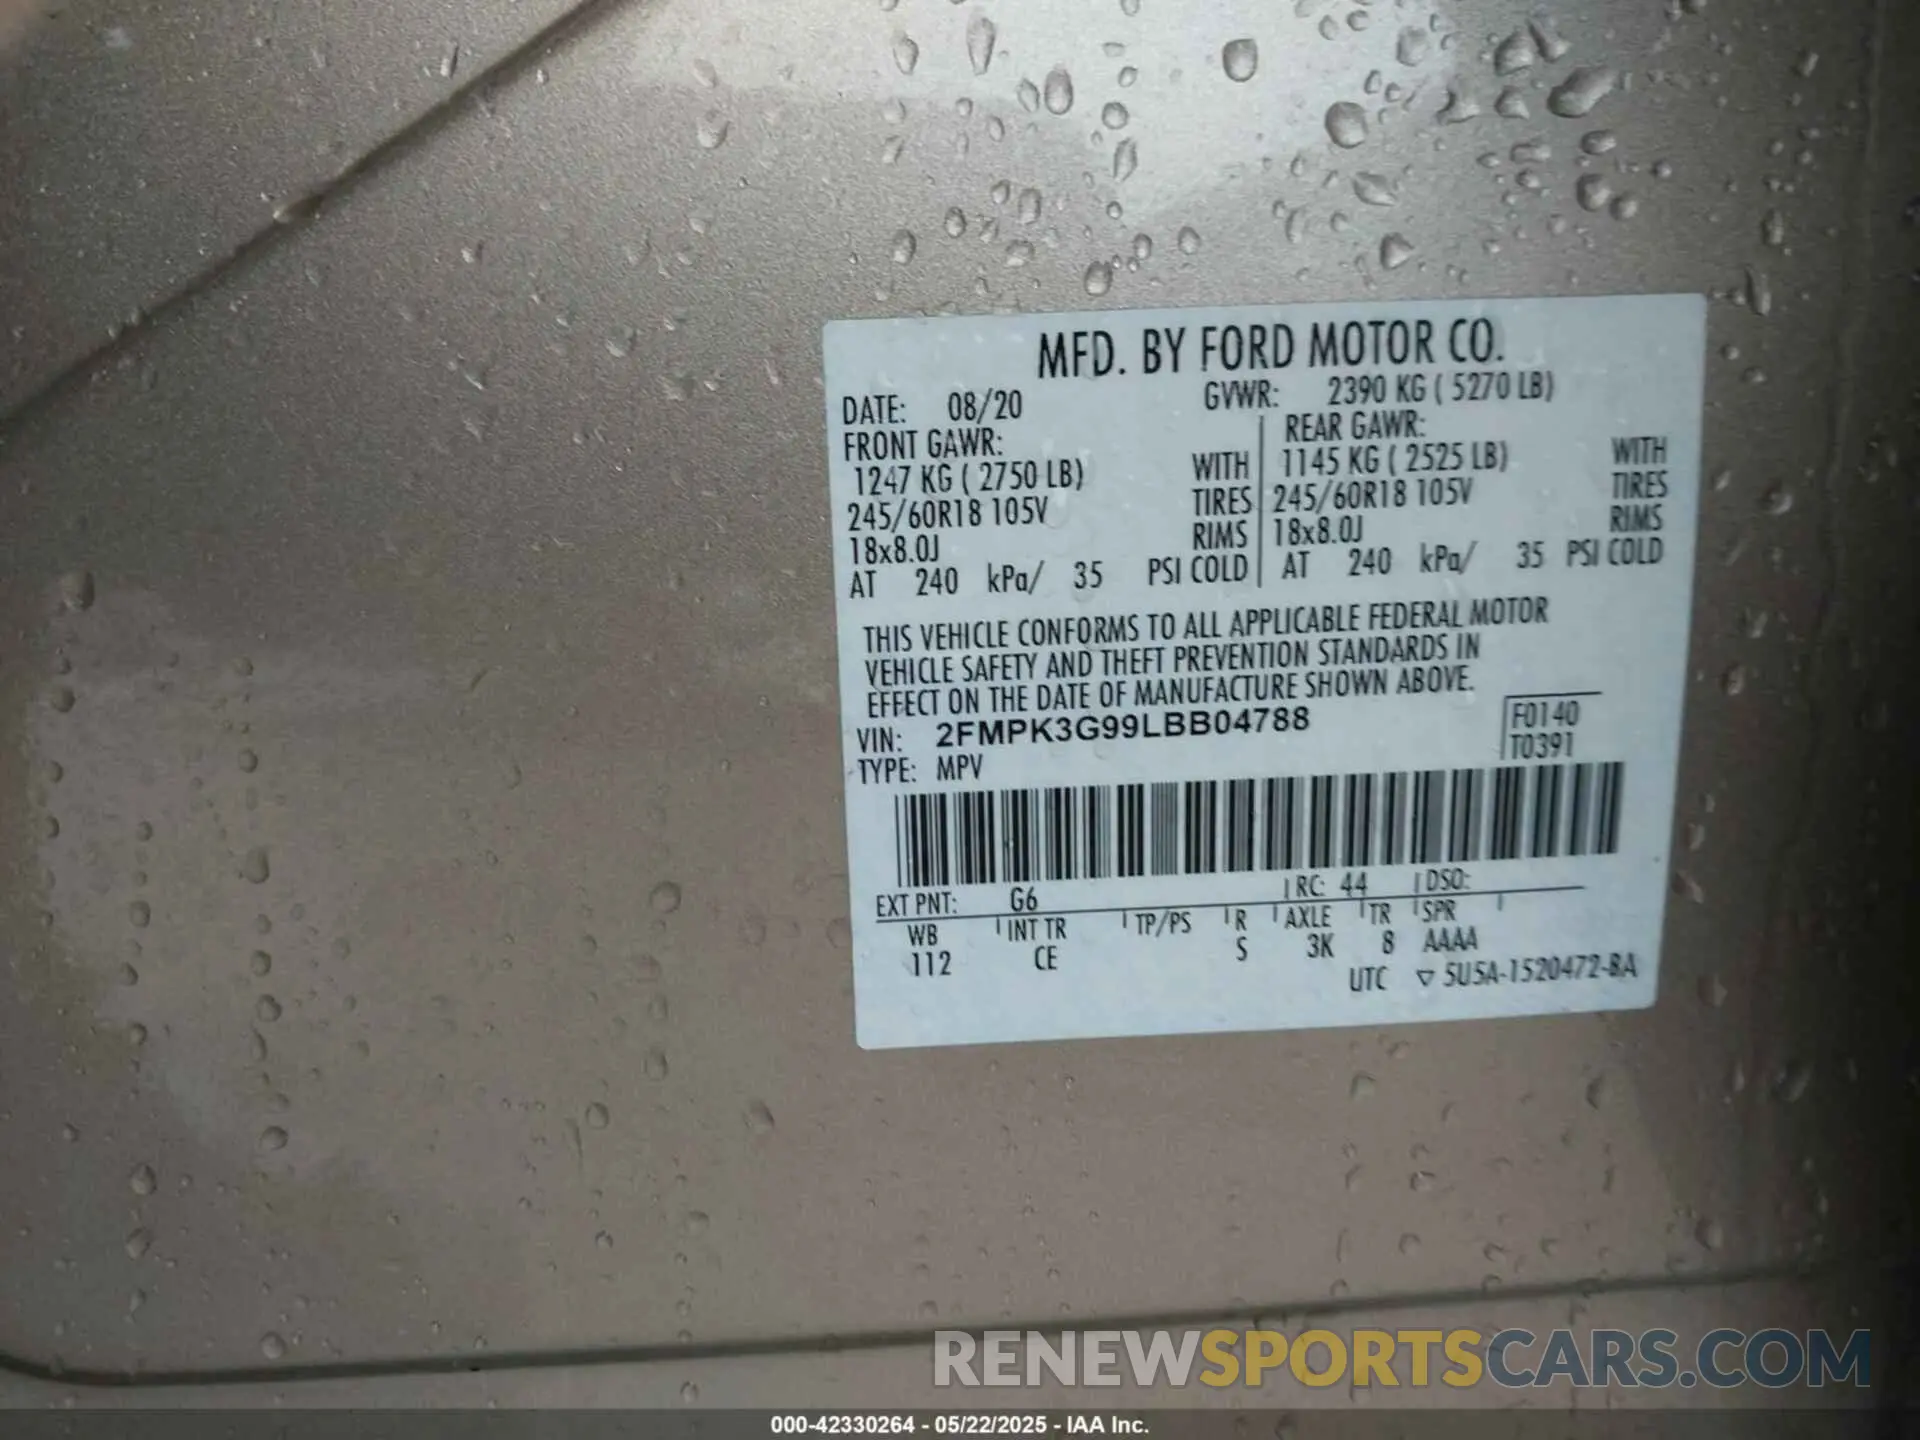 MFD. BY FORD MOTOR CO.
DATE: 08/20 GVWR: 2390 KG ( 5270 LB)
FRONT GAWR: REAR GAWR:
1247 KG ( 2750 LB) WITH 1145 KG ( 2525 LB) WITH
245/60R18 105V TIRES 245/60R18 105V TIRES
18x8.0J RIMS 18x8.0J RIMS
AT 240 kPa/ 35 PSI COLD AT 240 kPa/ 35 PSI COLD
THIS VEHICLE CONFORMS TO ALL APPLICABLE FEDERAL MOTOR
VEHICLE SAFETY AND THEFT PREVENTION STANDARDS IN
EFFECT ON THE DATE OF MANUFACTURE SHOWN ABOVE.
VIN: 2FMPK3G99LBB04788 F0140
TYPE: MPV T0391
EXT PNT: G6 RC: 44 DSO:
WB INT TR TP/PS R AXLE TR SPR
112 CE S 3K 8 AAAA
UTC ▽ 5U5A-1520472-BA
RENEWSPORTSCARS.COM
000-42330264 - 05/22/2025 - IAA Inc.